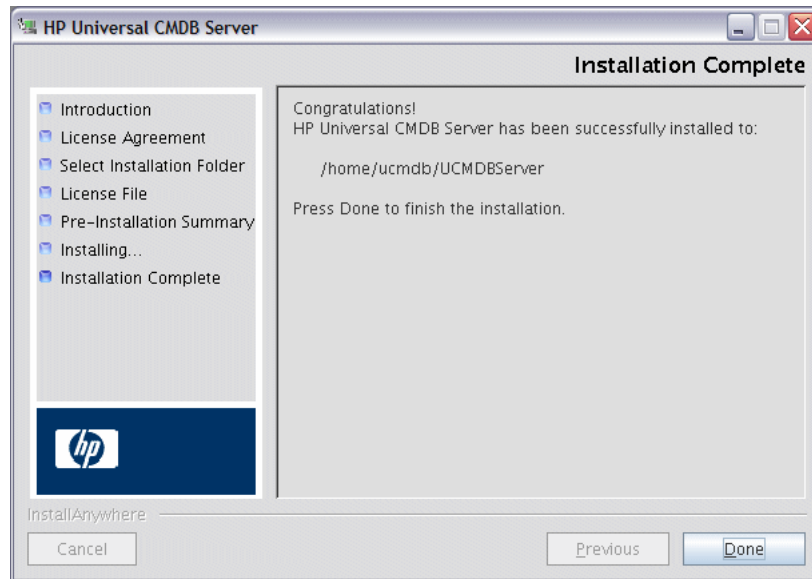 HP Universal CMDB Server
Installation Complete
Introduction
License Agreement
Select Installation Folder
License File
Pre-Installation Summary
Installing...
Installation Complete
Congratulations!
HP Universal CMDB Server has been successfully installed to:
/home/ucmdb/UCMDBServer
Press Done to finish the installation.
hp
InstallAnywhere
Cancel
Previous
Done